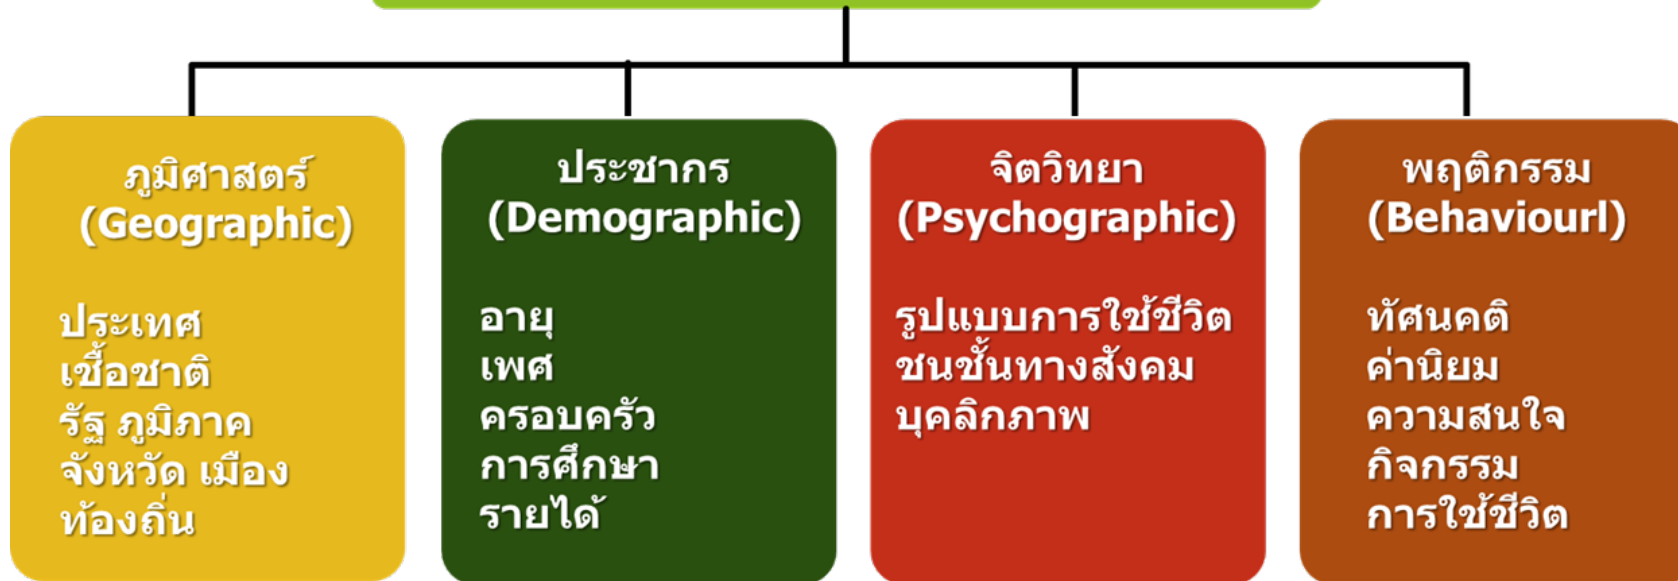 ภูมิศาสตร์
(Geographic)
ประเทศ
เชื้อชาติ
รัฐ ภูมิภาค
จังหวัด เมือง
ท้องถิ่น
ประชากร
(Demographic)
อายุ
เพศ
ครอบครัว
การศึกษา
รายได้
จิตวิทยา
(Psychographic)
รูปแบบการใช้ชีวิต
ชนชั้นทางสังคม
บุคลิกภาพ
พฤติกรรม
(Behaviourl)
ทัศนคติ
ค่านิยม
ความสนใจ
กิจกรรม
การใช้ชีวิต